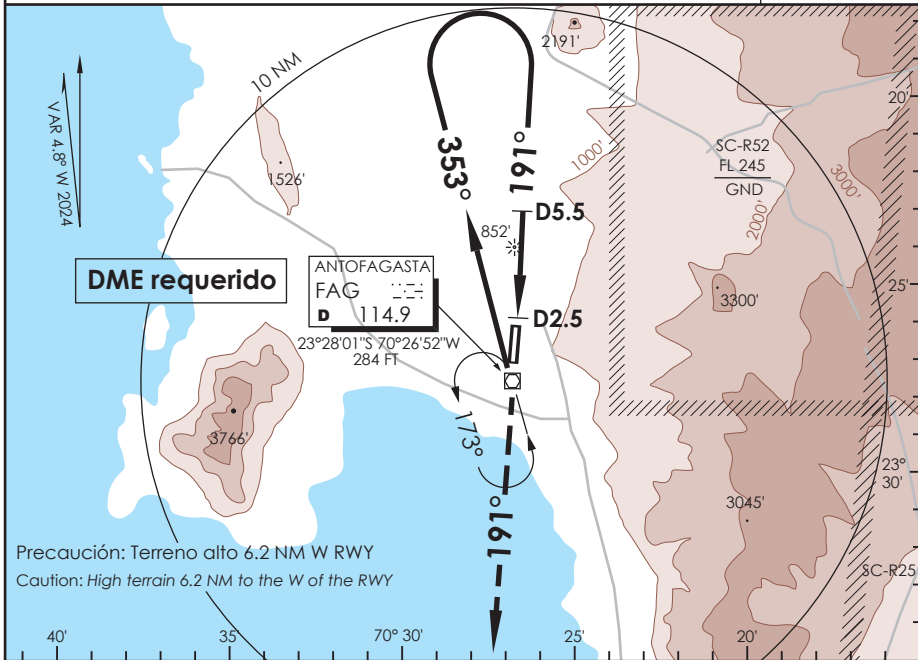 10 NM
2191'
VAR 4.8° W 2024
20'
353°
191°
1000'
SC-R52
FL 245
GND
3000'
2000'
1526'
D5.5
852'
DME requerido
ANTOFAGASTA
FAG
D 114.9
23°28'01"S 70°26'52"W
284 FT
D2.5
25'
3300'
3766'
173°
191°
23°
30'
3045'
Precaución: Terreno alto 6.2 NM W RWY
Caution: High terrain 6.2 NM to the W of the RWY
SC-R25
40'
35'
70° 30'
25'
20'